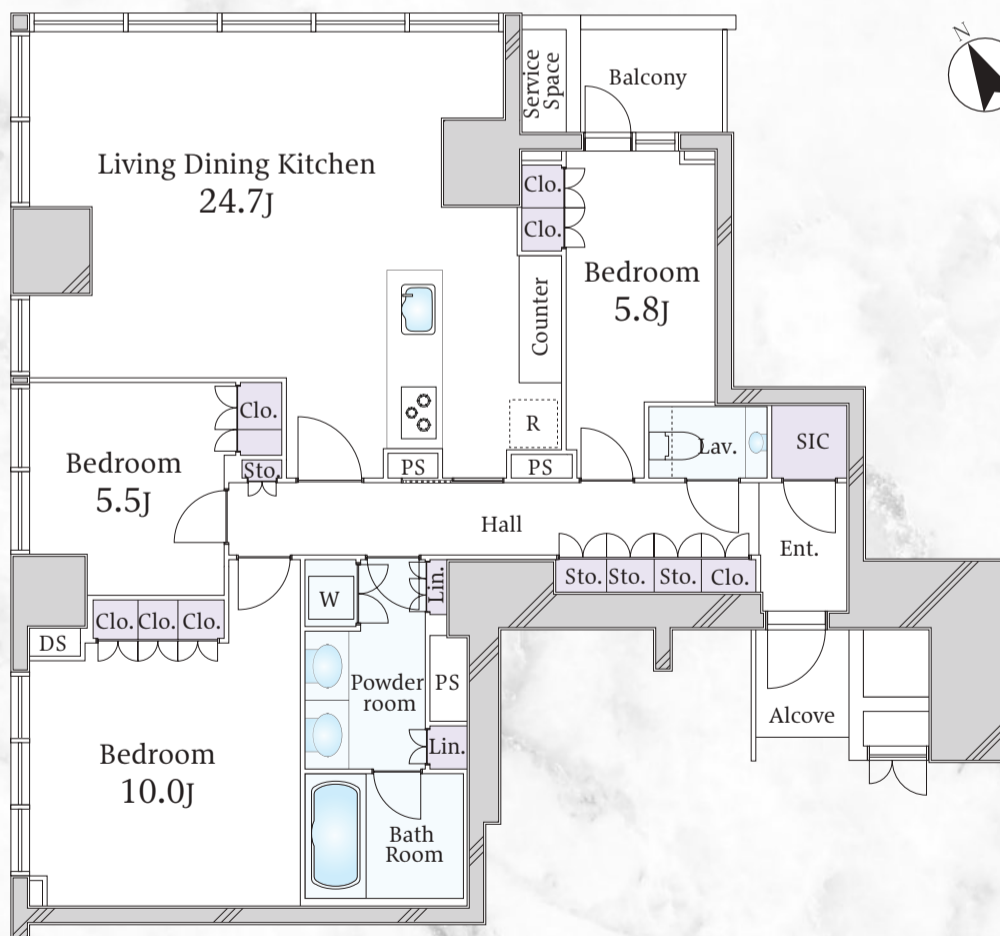 N
Service
Space
Balcony
Living Dining Kitchen
24.7J
Clo.
Clo.
Bedroom
5.8J
Counter
R
Clo.
Lav.
SIC
Bedroom
5.5J
Sto.
PS
PS
Hall
Ent.
W
Lin.
Sto.
Sto.
Sto.
Clo.
Clo.
Clo.
Clo.
DS
Powder
room
PS
Lin.
Alcove
Bedroom
10.0J
Bath
Room